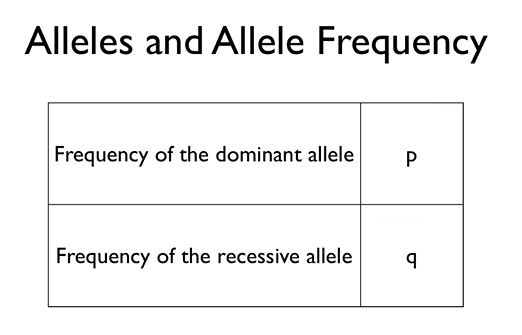 Alleles and Allele Frequency
Frequency of the dominant allele p
Frequency of the recessive allele q